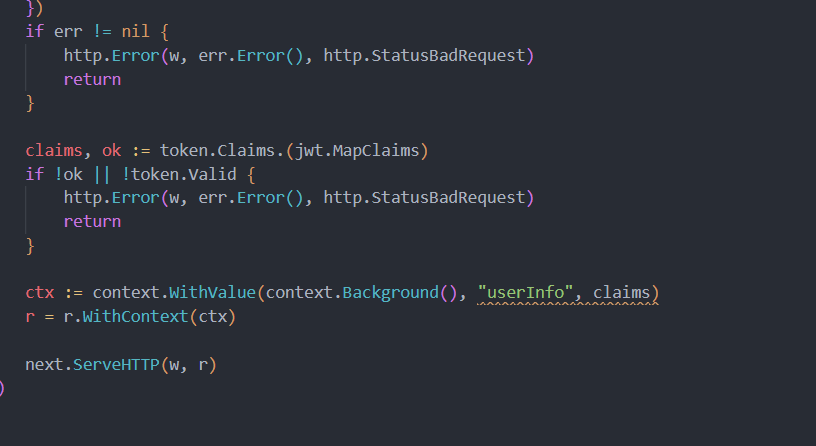 })
if err != nil {
http.Error(w, err.Error(), http.StatusBadRequest)
return
}
claims, ok := token.Claims.(jwt.MapClaims)
if !ok || !token.Valid {
http.Error(w, err.Error(), http.StatusBadRequest)
return
}
ctx := context.WithValue(context.Background(), "userInfo", claims)
r = r.WithContext(ctx)
next.ServeHTTP(w, r)
)